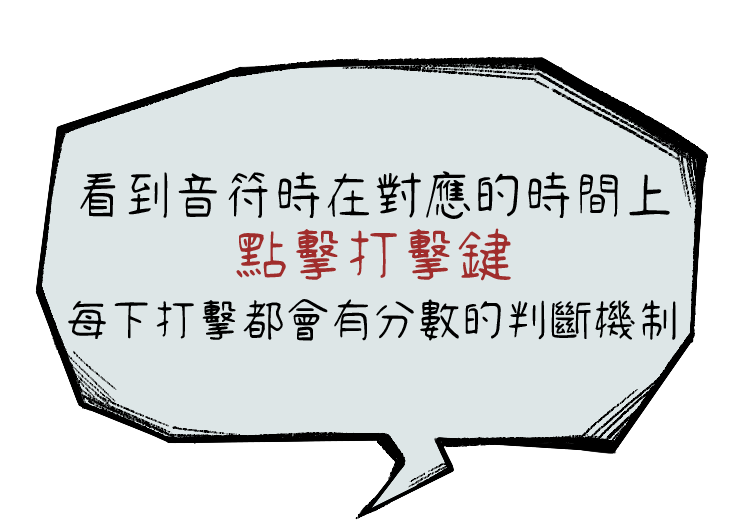 看到音符時在對應的時間上
點擊打擊鍵
每下打擊都會有分數的判斷機制